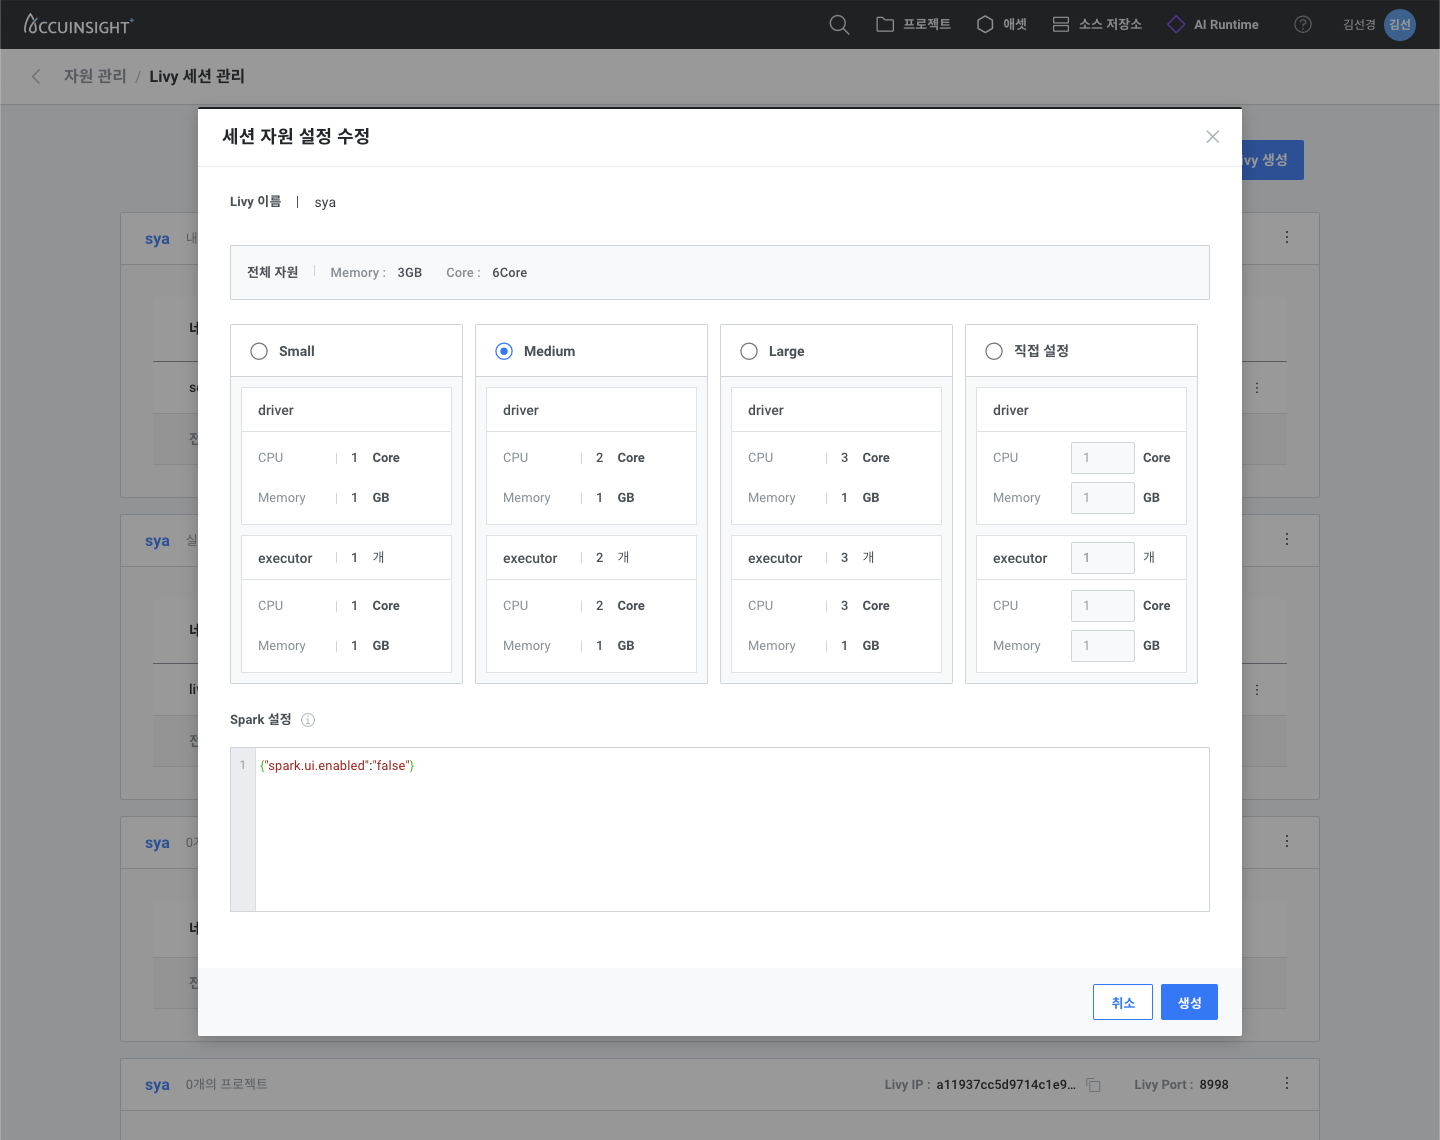 ACCUINSIGHT+
프로젝트
애셋
소스 저장소
AI Runtime
김선경
김선
자원 관리 / Livy 세션 관리
세션 자원 설정 수정
Livy 이름 | sya
전체 자원 Memory : 3GB Core : 6Core
Small
driver
CPU 1 Core
Memory 1 GB
executor 1 개
CPU 1 Core
Memory 1 GB
Medium
driver
CPU 2 Core
Memory 1 GB
executor 2 개
CPU 2 Core
Memory 1 GB
Large
driver
CPU 3 Core
Memory 1 GB
executor 3 개
CPU 3 Core
Memory 1 GB
직접 설정
driver
CPU 1 Core
Memory 1 GB
executor 1 개
CPU 1 Core
Memory 1 GB
Spark 설정
1 {"spark.ui.enabled":"false"}
취소
생성
생성
sya
sya
sya
sya 0개의 프로젝트 Livy IP : a11937cc5d9714c1e9... Livy Port : 8998